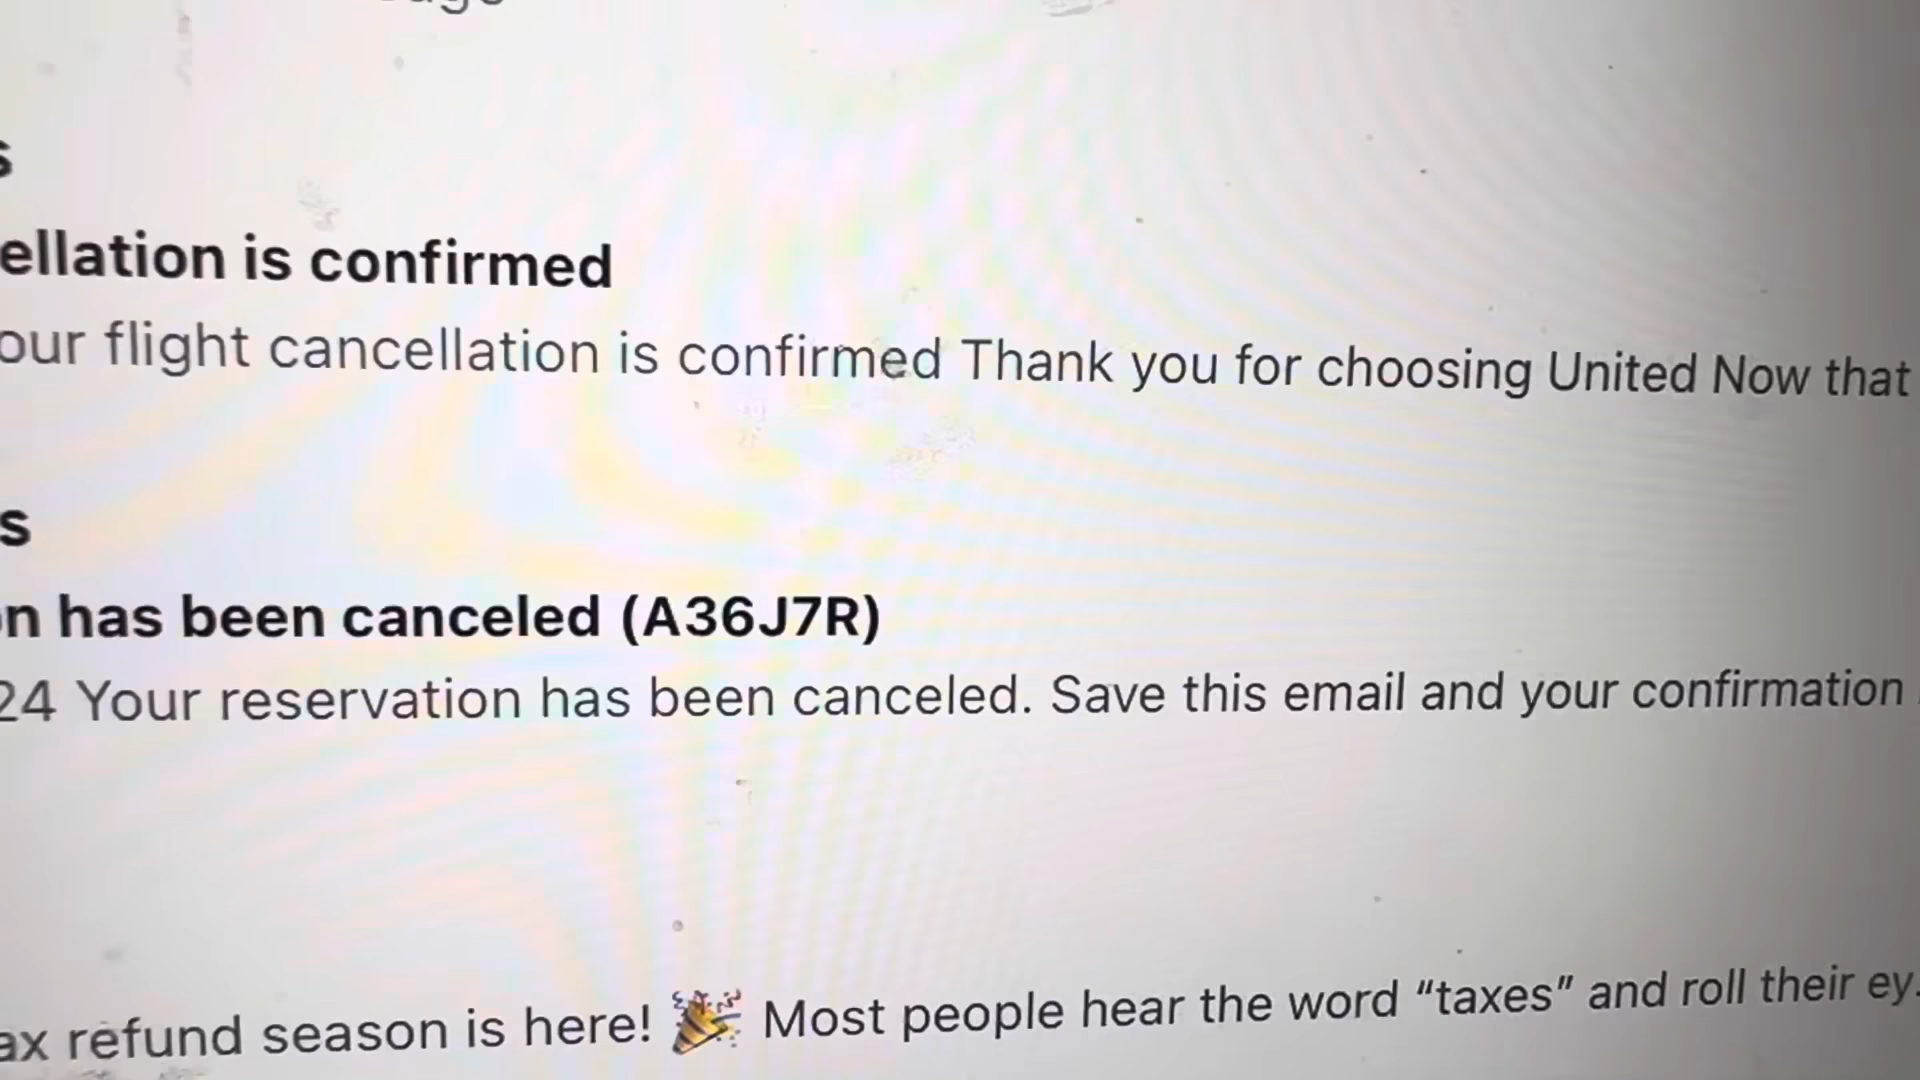 s
ellation is confirmed
our flight cancellation is confirmed Thank you for choosing United Now that
s
n has been canceled (A36J7R)
24 Your reservation has been canceled. Save this email and your confirmation
ax refund season is here! 🎉 Most people hear the word “taxes” and roll their ey